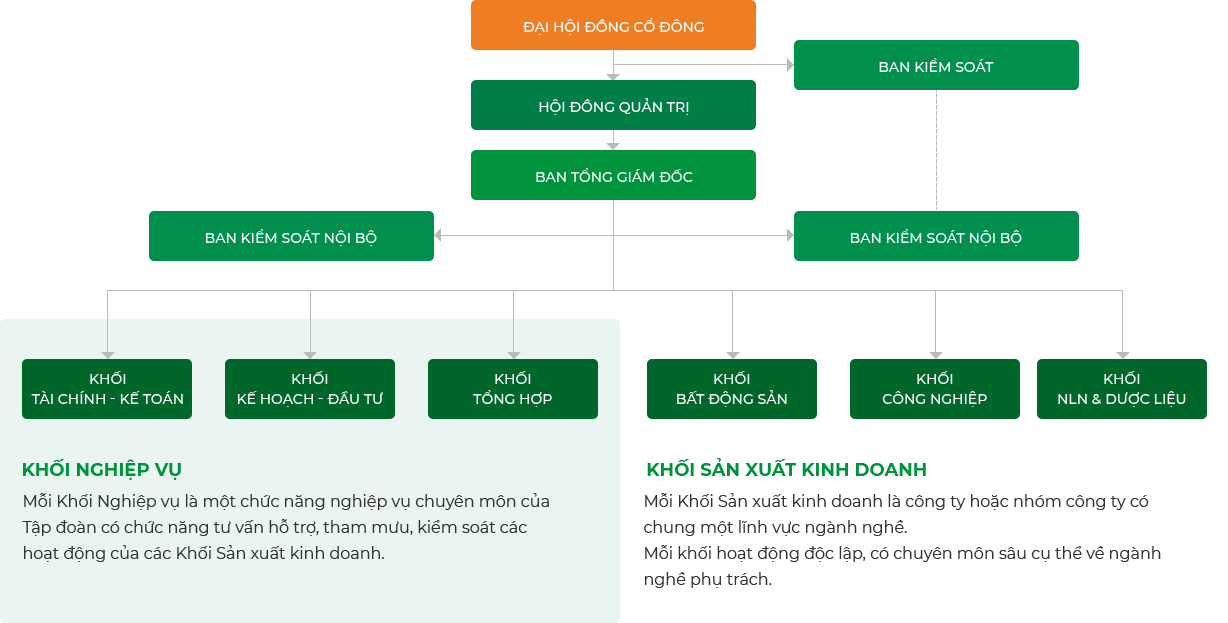 ĐẠI HỘI ĐỒNG CỔ ĐÔNG
BAN KIỂM SOÁT
HỘI ĐỒNG QUẢN TRỊ
BAN TỔNG GIÁM ĐỐC
BAN KIỂM SOÁT NỘI BỘ
BAN KIỂM SOÁT NỘI BỘ
KHỐI
TÀI CHÍNH - KẾ TOÁN
KHỐI
KẾ HOẠCH - ĐẦU TƯ
KHỐI
TỔNG HỢP
KHỐI
BẤT ĐỘNG SẢN
KHỐI
CÔNG NGHIỆP
KHỐI
NLN & DƯỢC LIỆU
KHỐI NGHIỆP VỤ
Mỗi Khối Nghiệp vụ là một chức năng nghiệp vụ chuyên môn của
Tập đoàn có chức năng tư vấn hỗ trợ, tham mưu, kiểm soát các
hoạt động của các Khối Sản xuất kinh doanh.
KHỐI SẢN XUẤT KINH DOANH
Mỗi Khối Sản xuất kinh doanh là công ty hoặc nhóm công ty có
chung một lĩnh vực ngành nghề.
Mỗi khối hoạt động độc lập, có chuyên môn sâu cụ thể về ngành
nghề phụ trách.